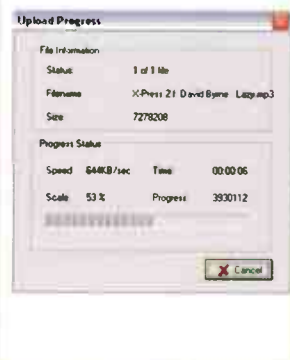 Upload Progress
File Information
Status 1 of 1 file
Filename X-Press 2 f. David Byrne Lazy.mp3
Size 7278208
Progress Status
Speed 644KB/sec Time 00:00:06
Scale 53 % Progress 3930112
Cancel